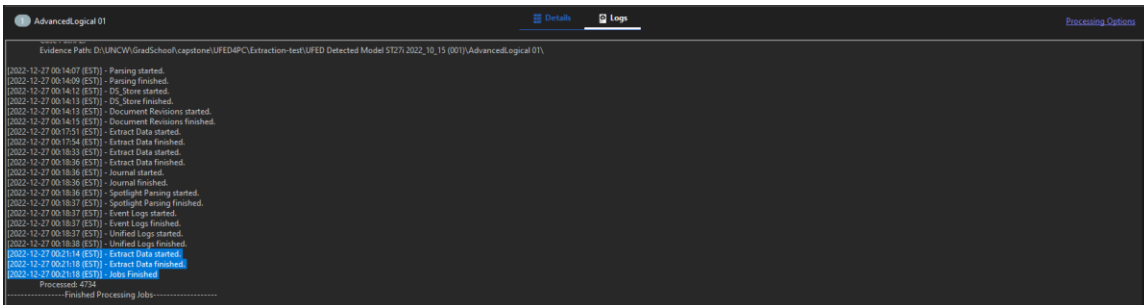 1 AdvancedLogical 01
Details
Logs
Processing Options
Evidence Path: D:\UNCW\GradSchool\capstone\UFED4PC\Extraction-test\UFED Detected Model ST27i 2022_10_15 (001)\AdvancedLogical 01\
[2022-12-27 00:14:07 (EST)] - Parsing started.
[2022-12-27 00:14:09 (EST)] - Parsing finished.
[2022-12-27 00:14:12 (EST)] - DS_Store started.
[2022-12-27 00:14:13 (EST)] - DS_Store finished.
[2022-12-27 00:14:13 (EST)] - Document Revisions started.
[2022-12-27 00:14:15 (EST)] - Document Revisions finished.
[2022-12-27 00:17:51 (EST)] - Extract Data started.
[2022-12-27 00:17:54 (EST)] - Extract Data finished.
[2022-12-27 00:18:33 (EST)] - Extract Data started.
[2022-12-27 00:18:36 (EST)] - Extract Data finished.
[2022-12-27 00:18:36 (EST)] - Journal started.
[2022-12-27 00:18:36 (EST)] - Journal finished.
[2022-12-27 00:18:36 (EST)] - Spotlight Parsing started.
[2022-12-27 00:18:37 (EST)] - Spotlight Parsing finished.
[2022-12-27 00:18:37 (EST)] - Event Logs started.
[2022-12-27 00:18:37 (EST)] - Event Logs finished.
[2022-12-27 00:18:37 (EST)] - Unified Logs started.
[2022-12-27 00:18:38 (EST)] - Unified Logs finished.
[2022-12-27 00:21:14 (EST)] - Extract Data started.
[2022-12-27 00:21:18 (EST)] - Extract Data finished.
[2022-12-27 00:21:18 (EST)] - Jobs Finished
Processed: 4734
-----------------Finished Processing Jobs-------------------